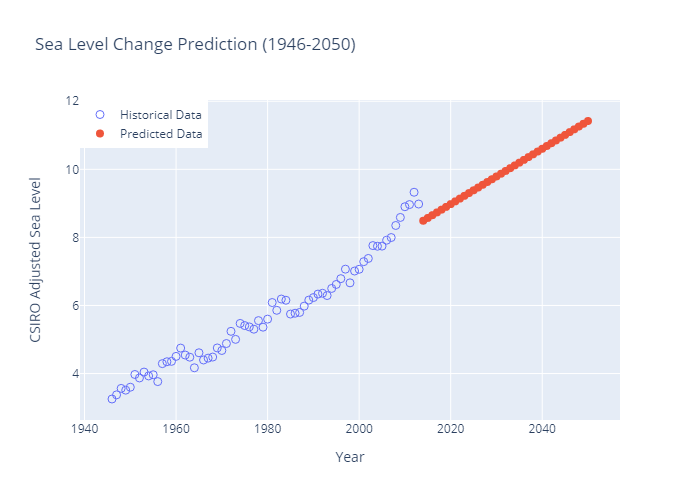 Sea Level Change Prediction (1946-2050)
Historical Data
Predicted Data
12
10
8
6
4
CSIRO Adjusted Sea Level
1940
1960
1980
2000
2020
2040
Year